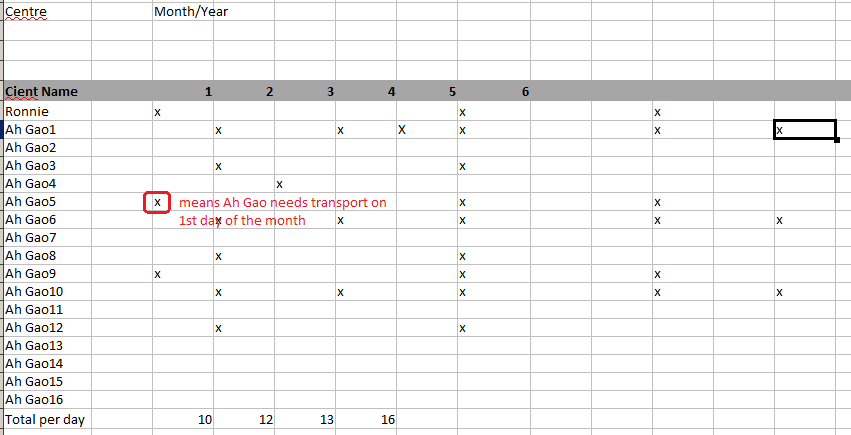 Centre Month/Year
Cient Name 1 2 3 4 5 6
Ronnie x x x
Ah Gao1 x x X x x x
Ah Gao2
Ah Gao3 x x
Ah Gao4 x
Ah Gao5 x means Ah Gao needs transport on x x
Ah Gao6 x 1st day of the month x x x x
Ah Gao7
Ah Gao8 x x
Ah Gao9 x x x
Ah Gao10 x x x x x
Ah Gao11
Ah Gao12 x x
Ah Gao13
Ah Gao14
Ah Gao15
Ah Gao16
Total per day 10 12 13 16